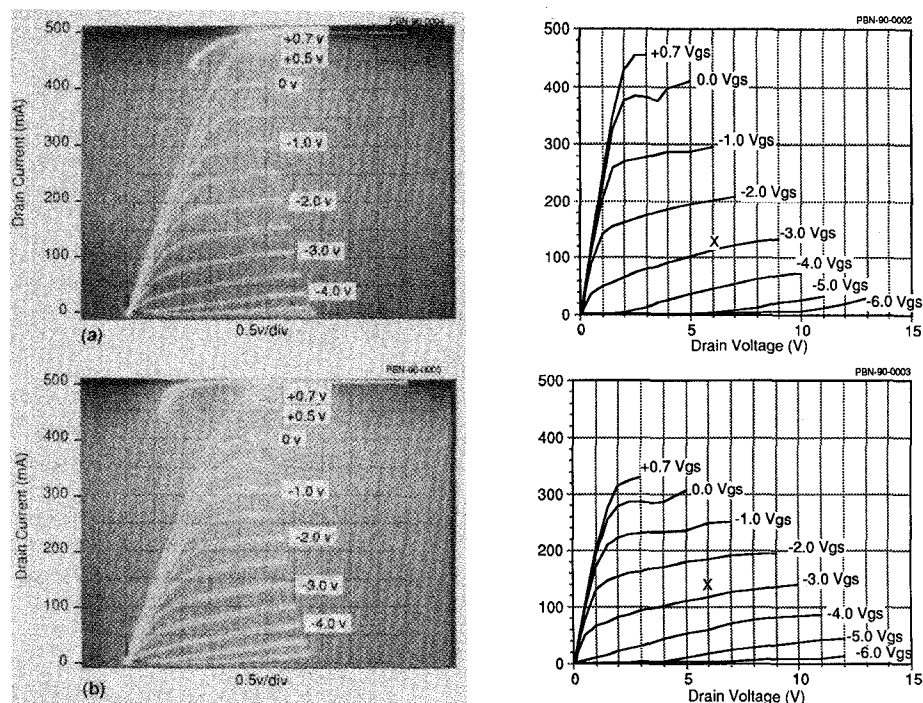 PBN-90-0004
500
400
300
200
100
0
Drain Current (mA)
+0.7 v
+0.5 v
0 v
-1.0 v
-2.0 v
-3.0 v
-4.0 v
(a)
0.5v/div
PBN-90-0002
500
400
300
200
100
0
+0.7 Vgs
0.0 Vgs
-1.0 Vgs
-2.0 Vgs
X
-3.0 Vgs
-4.0 Vgs
-5.0 Vgs
-6.0 Vgs
0 5 10 15
Drain Voltage (V)
PBN-90-0005
500
400
300
200
100
0
Drain Current (mA)
+0.7 v
+0.5 v
0 v
-1.0 v
-2.0 v
-3.0 v
-4.0 v
(b)
0.5v/div
PBN-90-0003
500
400
300
200
100
0
+0.7 Vgs
0.0 Vgs
-1.0 Vgs
-2.0 Vgs
X
-3.0 Vgs
-4.0 Vgs
-5.0 Vgs
-6.0 Vgs
0 5 10 15
Drain Voltage (V)